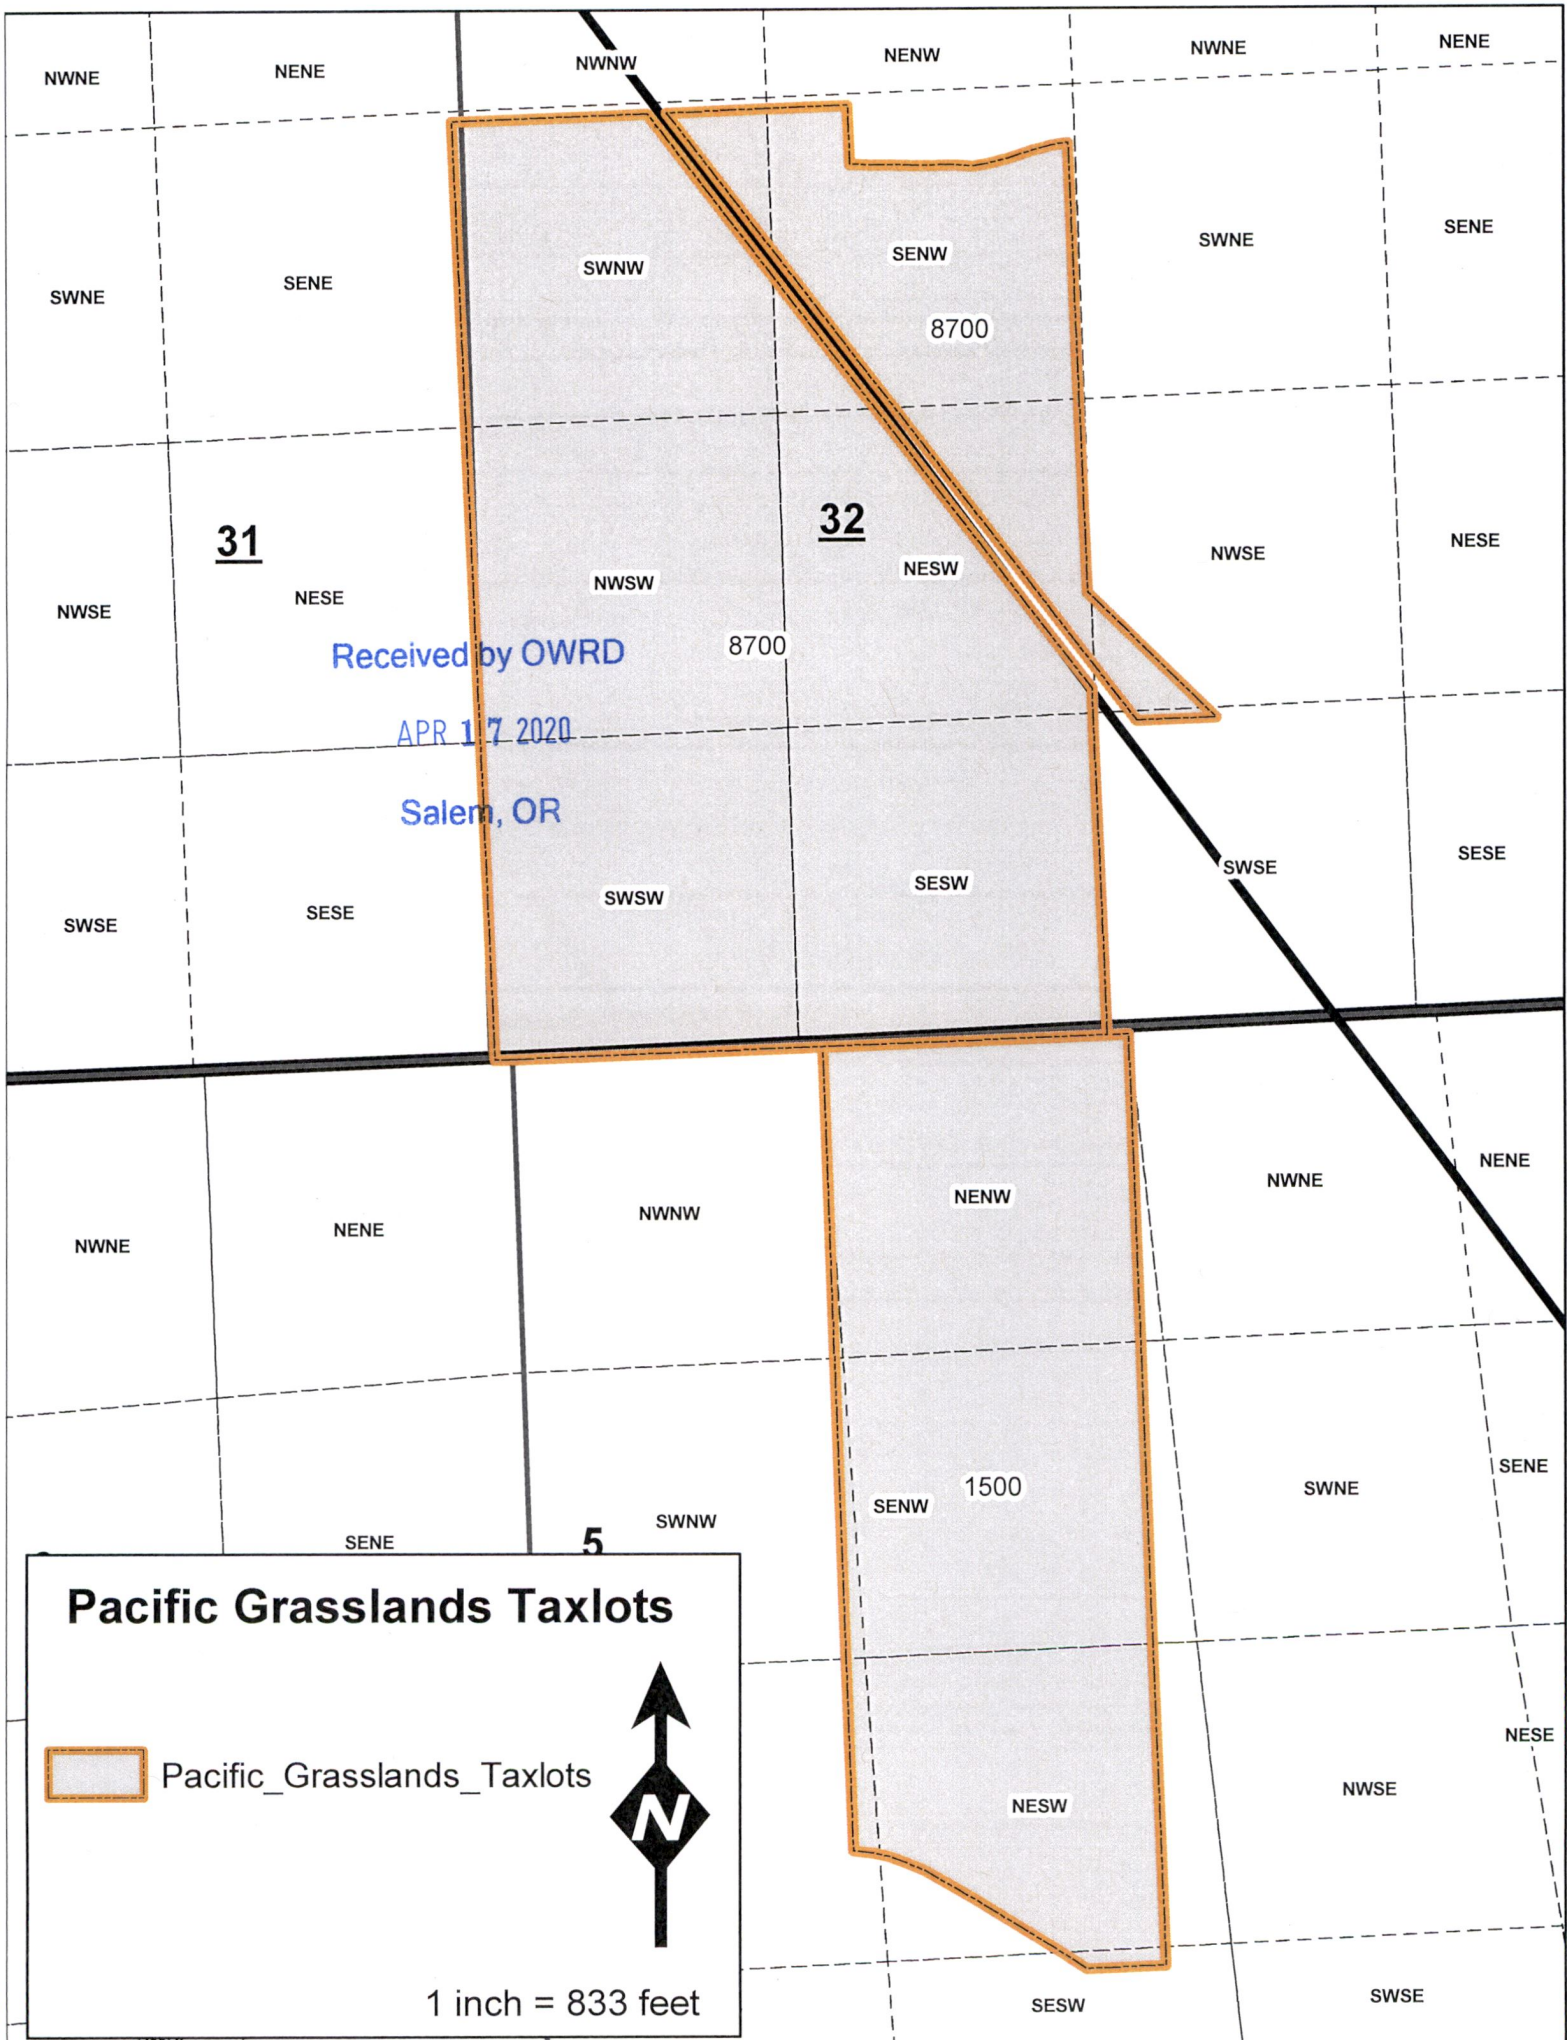 NWNE
NENE
NWNW
NENW
NWNE
NENE
SWNE
SENE
SWNW
SENW
SWNE
SENE
8700
31
32
NWSE
NESE
NWSW
NESW
NWSE
NESE
8700
Received by OWRD
APR 17 2020
Salem, OR
SWSE
SESE
SWSW
SESW
SWSE
SESE
NWNE
NENE
NWNW
NENW
NWNE
NENE
SENE
5
SWNW
SENW
1500
SWNE
SENE
NESW
NWSE
NESE
SESW
SWSE
Pacific Grasslands Taxlots
Pacific_Grasslands_Taxlots
N
1 inch = 833 feet